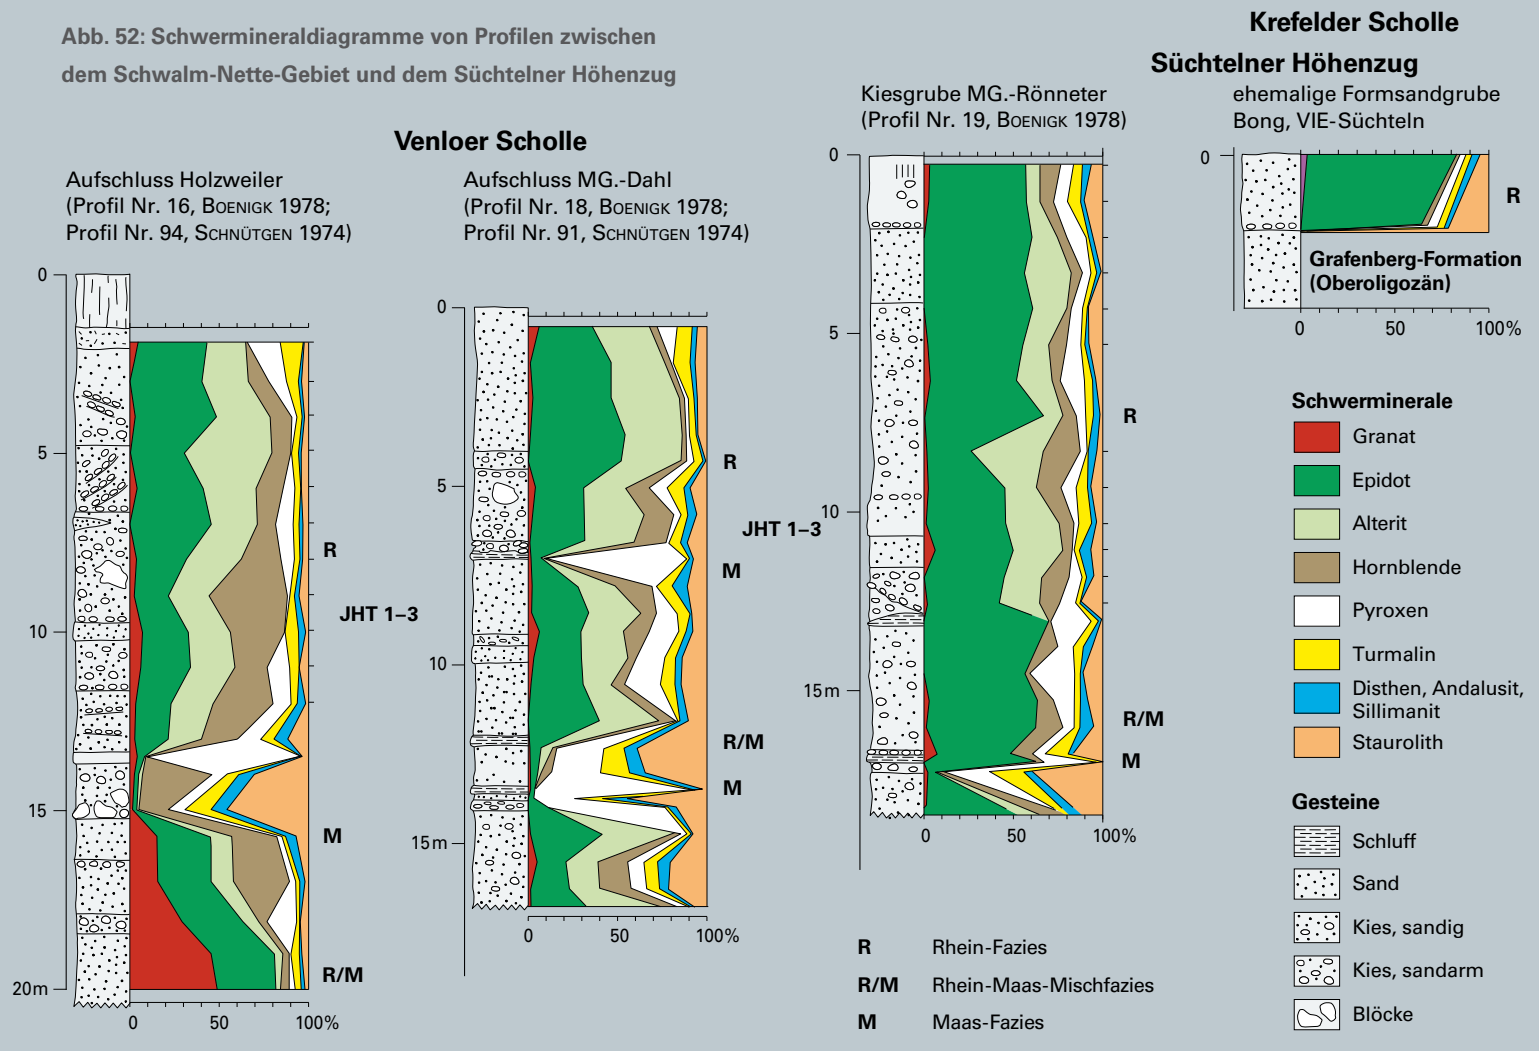 Abb. 52: Schwermineraldiagramme von Profilen zwischen
dem Schwalm-Nette-Gebiet und dem Süchtelner Höhenzug
Venloer Scholle
Krefelder Scholle
Süchtelner Höhenzug
Aufschluss Holzweiler
(Profil Nr. 16, BOENIGK 1978;
Profil Nr. 94, SCHNÜTGEN 1974)
0
5
10
15
20m
R
JHT 1–3
M
R/M
0 50 100%
Aufschluss MG.-Dahl
(Profil Nr. 18, BOENIGK 1978;
Profil Nr. 91, SCHNÜTGEN 1974)
0
5
10
15m
R
JHT 1–3
M
R/M
M
0 50 100%
Kiesgrube MG.-Rönneter
(Profil Nr. 19, BOENIGK 1978)
0
5
10
15m
R
R/M
M
0 50 100%
ehemalige Formsandgrube
Bong, VIE-Süchteln
0
R
Grafenberg-Formation
(Oberoligozän)
0 50 100%
Schwerminerale
Granat
Epidot
Alterit
Hornblende
Pyroxen
Turmalin
Disthen, Andalusit,
Sillimanit
Staurolith
Gesteine
Schluff
Sand
Kies, sandig
Kies, sandarm
Blöcke
R Rhein-Fazies
R/M Rhein-Maas-Mischfazies
M Maas-Fazies